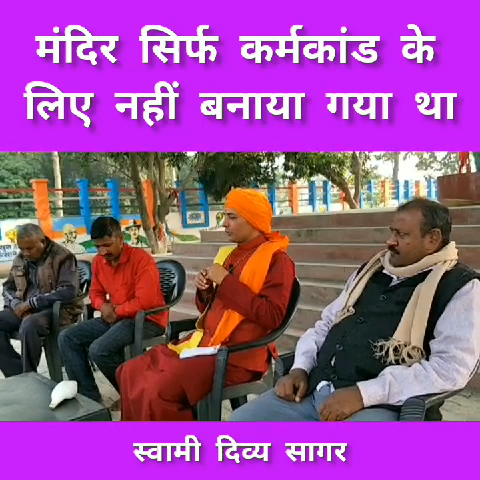 मंदिर सिर्फ कर्मकांड के
लिए नहीं बनाया गया था
स्वामी दिव्य सागर